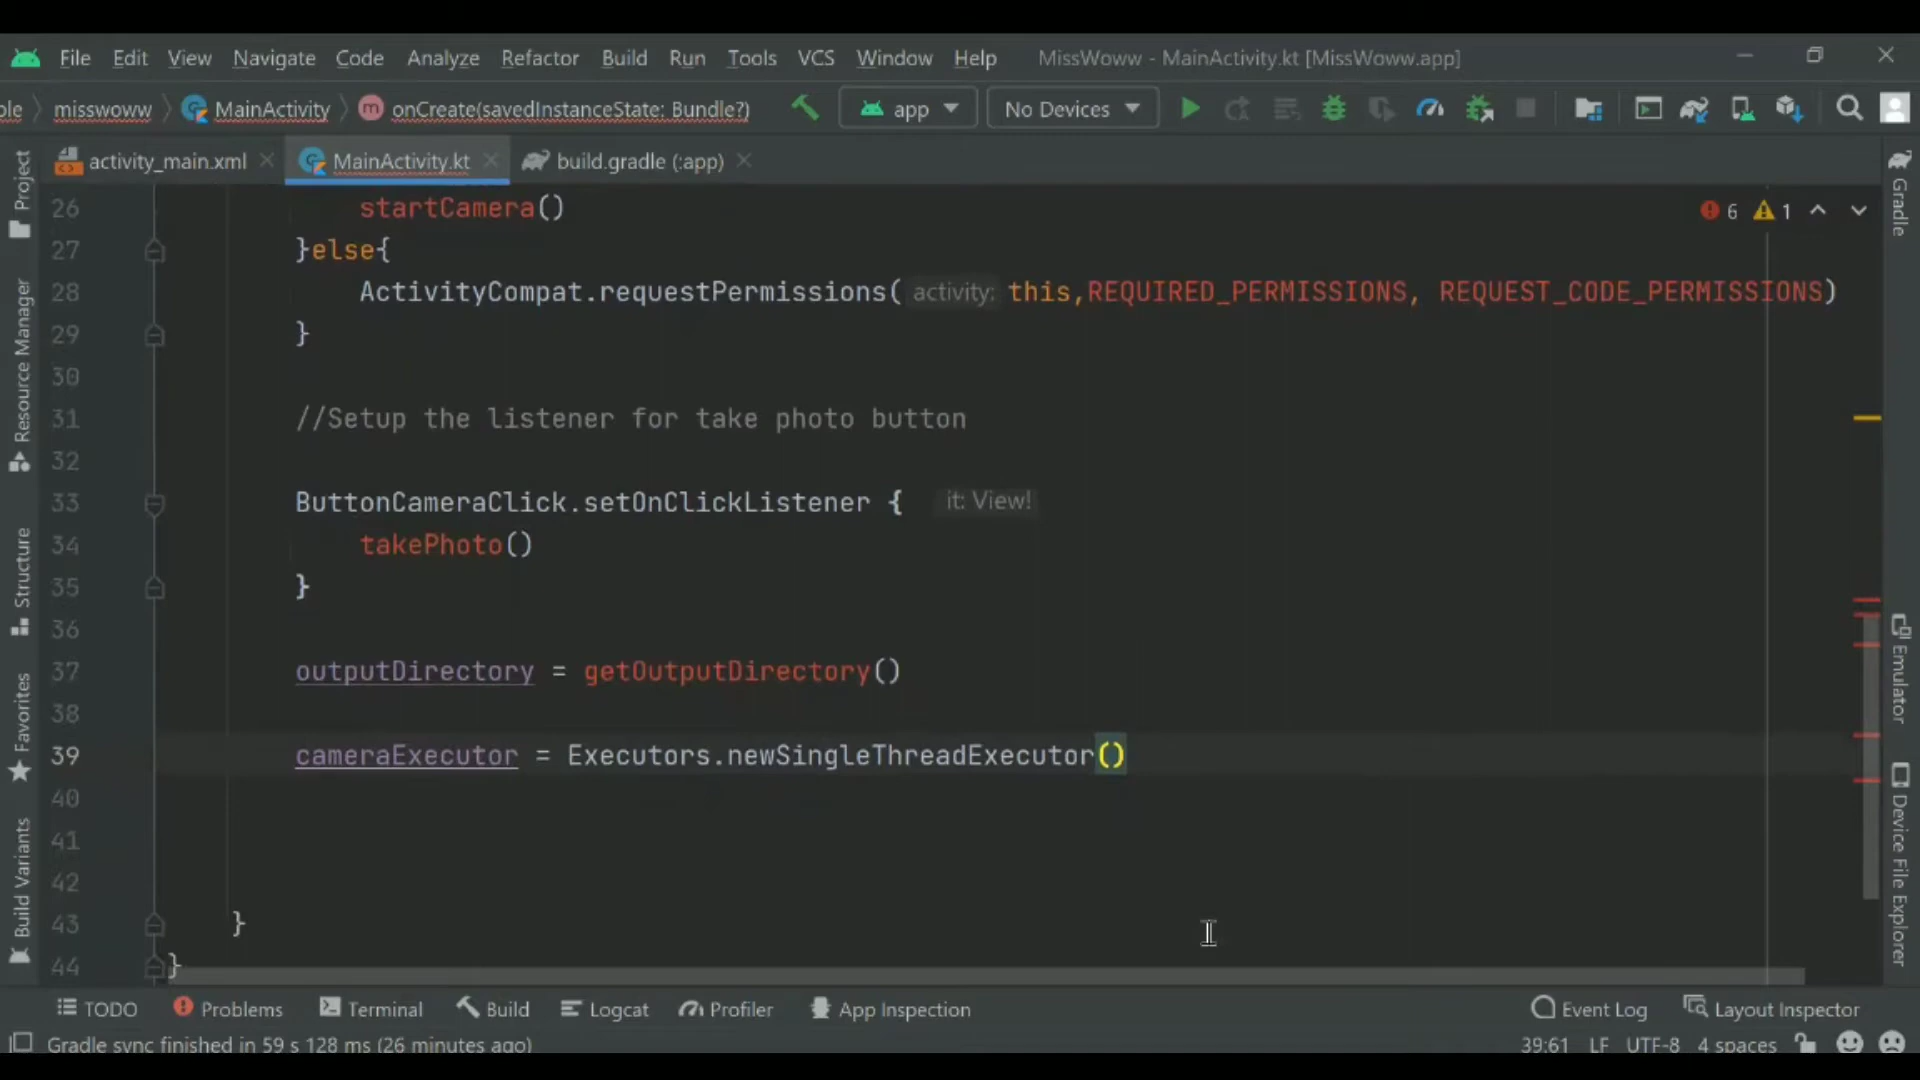 File Edit View Navigate Code Analyze Refactor Build Run Tools VCS Window Help MissWoww - MainActivity.kt [MissWoww.app]
ple misswoww MainActivity m onCreate(savedInstanceState: Bundle?) app No Devices
activity_main.xml MainActivity.kt build.gradle (:app)
26 startCamera() 6 1
27 }else{
28 ActivityCompat.requestPermissions( activity: this,REQUIRED_PERMISSIONS, REQUEST_CODE_PERMISSIONS)
29 }
30
31 //Setup the listener for take photo button
32
33 ButtonCameraClick.setOnClickListener { it: View!
34 takePhoto()
35 }
36
37 outputDirectory = getOutputDirectory()
38
39 cameraExecutor = Executors.newSingleThreadExecutor()
40
41
42
43 }
44 }
Project
Resource Manager
Structure
Favorites
Build Variants
Gradle
Emulator
Device File Explorer
TODO Problems Terminal Build Logcat Profiler App Inspection Event Log Layout Inspector
Gradle sync finished in 59 s 128 ms (26 minutes ago) 39:61 LF UTF-8 4 spaces